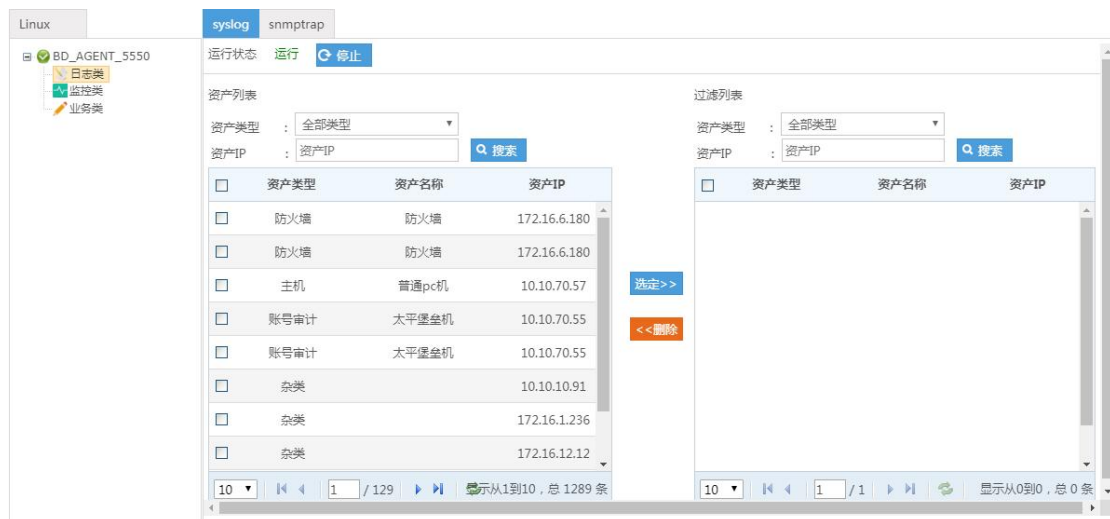 Linux
BD_AGENT_5550
日志类
监控类
业务类
syslog snmptrap
运行状态 运行 停止
资产列表
资产类型 : 全部类型
资产IP : 资产IP 搜索
资产类型 资产名称 资产IP
防火墙 防火墙 172.16.6.180
防火墙 防火墙 172.16.6.180
主机 普通pc机 10.10.70.57
账号审计 太平堡垒机 10.10.70.55
账号审计 太平堡垒机 10.10.70.55
杂类 10.10.10.91
杂类 172.16.1.236
杂类 172.16.12.12
10 1 / 129 显示从1到10，总 1289 条
选定>>
<<删除
过滤列表
资产类型 : 全部类型
资产IP : 资产IP 搜索
资产类型 资产名称 资产IP
10 1 / 1 显示从0到0，总 0 条